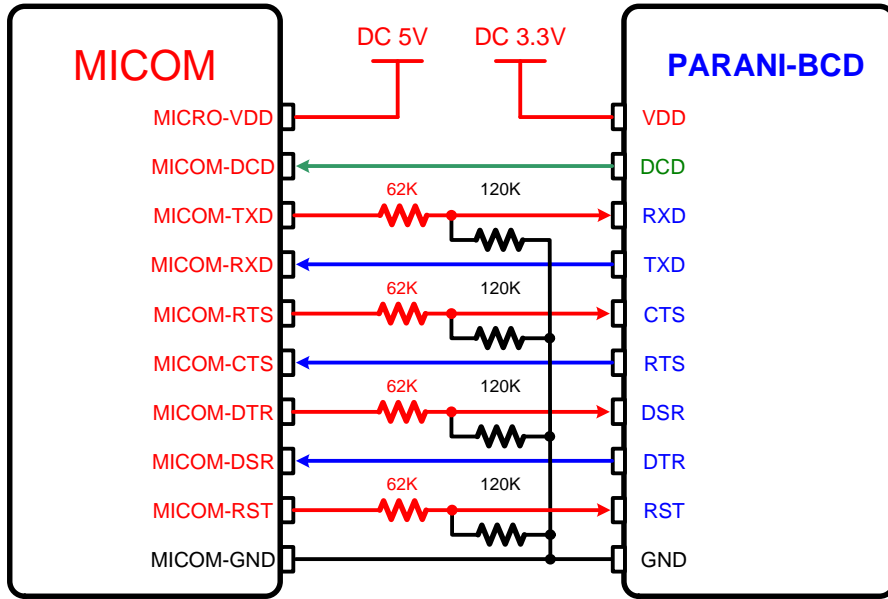 DC 5V DC 3.3V
MICOM PARANI-BCD
MICRO-VDD VDD
MICOM-DCD DCD
62K 120K
MICOM-TXD RXD
MICOM-RXD TXD
62K 120K
MICOM-RTS CTS
MICOM-CTS RTS
62K 120K
MICOM-DTR DSR
MICOM-DSR DTR
62K 120K
MICOM-RST RST
MICOM-GND GND